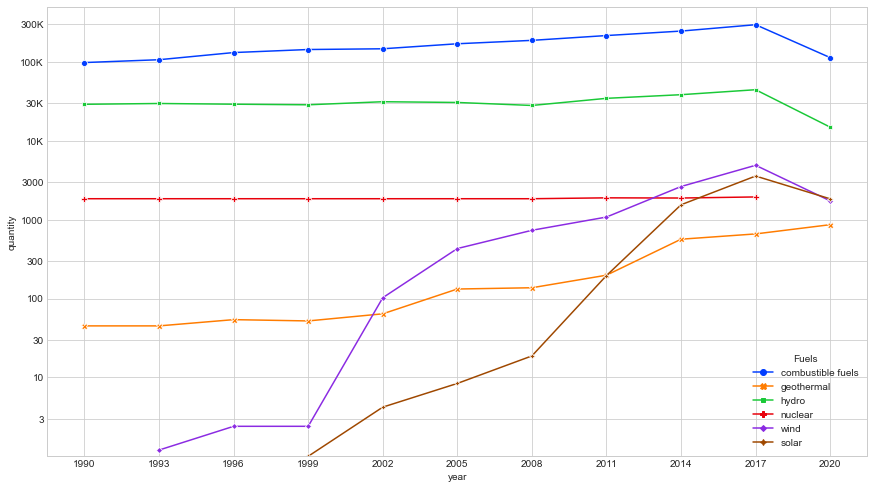 300K
100K
30K
10K
3000
1000
300
100
30
10
3
quantity
1990 1993 1996 1999 2002 2005 2008 2011 2014 2017 2020
year
Fuels
combustible fuels
geothermal
hydro
nuclear
wind
solar